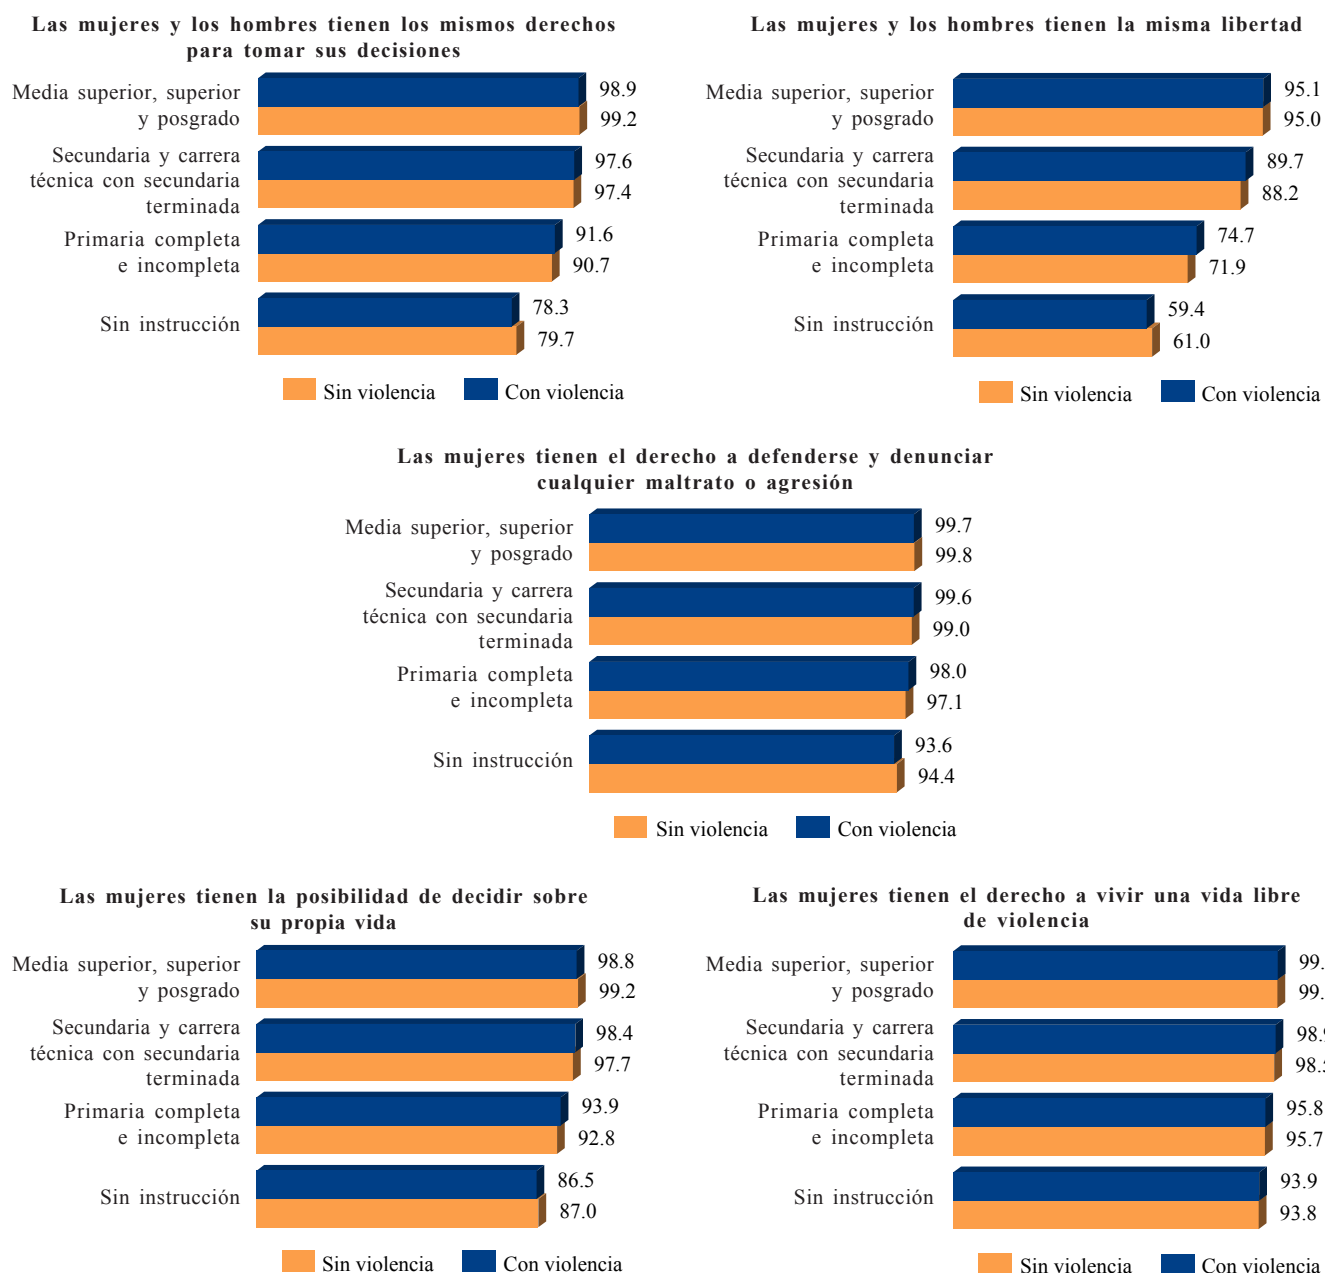 Las mujeres y los hombres tienen los mismos derechos
para tomar sus decisiones
Media superior, superior
y posgrado
98.9
99.2
Secundaria y carrera
técnica con secundaria
terminada
97.6
97.4
Primaria completa
e incompleta
91.6
90.7
Sin instrucción
78.3
79.7
Sin violencia
Con violencia
Las mujeres y los hombres tienen la misma libertad
Media superior, superior
y posgrado
95.1
95.0
Secundaria y carrera
técnica con secundaria
terminada
89.7
88.2
Primaria completa
e incompleta
74.7
71.9
Sin instrucción
59.4
61.0
Sin violencia
Con violencia
Las mujeres tienen el derecho a defenderse y denunciar
cualquier maltrato o agresión
Media superior, superior
y posgrado
99.7
99.8
Secundaria y carrera
técnica con secundaria
terminada
99.6
99.0
Primaria completa
e incompleta
98.0
97.1
Sin instrucción
93.6
94.4
Sin violencia
Con violencia
Las mujeres tienen la posibilidad de decidir sobre
su propia vida
Media superior, superior
y posgrado
98.8
99.2
Secundaria y carrera
técnica con secundaria
terminada
98.4
97.7
Primaria completa
e incompleta
93.9
92.8
Sin instrucción
86.5
87.0
Sin violencia
Con violencia
Las mujeres tienen el derecho a vivir una vida libre
de violencia
Media superior, superior
y posgrado
99.
99.
Secundaria y carrera
técnica con secundaria
terminada
98.9
98.5
Primaria completa
e incompleta
95.8
95.7
Sin instrucción
93.9
93.8
Sin violencia
Con violencia